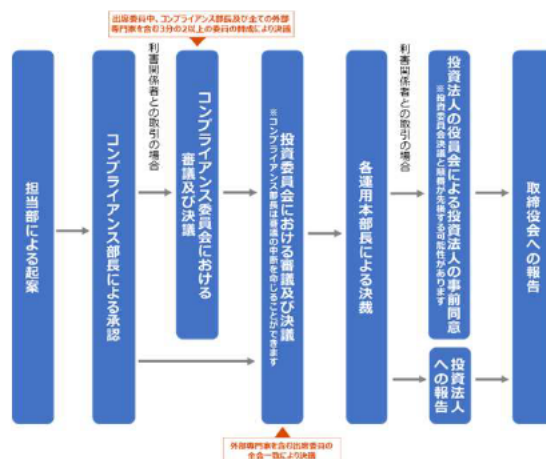 出席委員中、コンプライアンス部長及び全ての外部
専門家を含む3分の2以上の委員の賛成により決議
担当部による起案
コンプライアンス部長による承認
利害関係者との取引の場合
コンプライアンス委員会における
審議及び決議
投資委員会における審議及び決議
※コンプライアンス部長は審議の中断を命じることができます
各運用本部長による決裁
利害関係者との取引の場合
投資法人の役員会による投資法人の事前同意
※投資委員会決議と順番が先後する可能性があります
投資法人
への報告
取締役会への報告
外部専門家を含む出席委員の
全会一致により決議